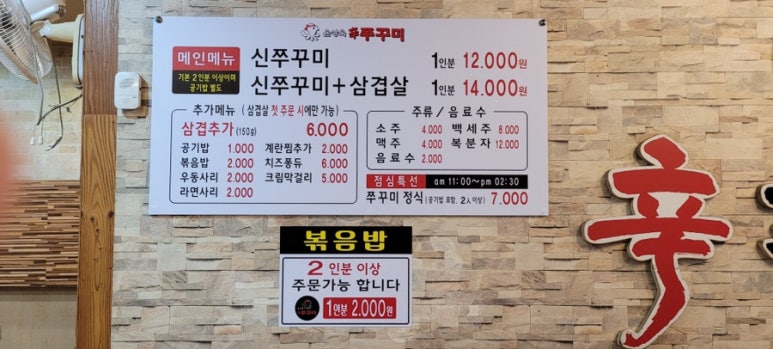 辛쭈꾸미
메인메뉴
기본 2인분 이상이며
공기밥 별도
신쭈꾸미 1인분 12.000원
신쭈꾸미+삼겹살 1인분 14.000원
추가메뉴 (삼겹살 첫 주문 시에만 가능)
삼겹추가(150g) 6.000
공기밥 1.000 계란찜추가 2.000
볶음밥 2.000 치즈퐁듀 6.000
우동사리 2.000 크림막걸리 5.000
라면사리 2.000
주류 / 음료수
소주 4.000 백세주 8.000
맥주 4.000 복분자 12.000
음료수 2.000
점심특선 am 11:00~pm 02:30
쭈꾸미 정식 (공기밥 포함, 2人이상) 7.000
볶음밥
2 인분 이상
주문가능 합니다
1인분 2.000원
辛